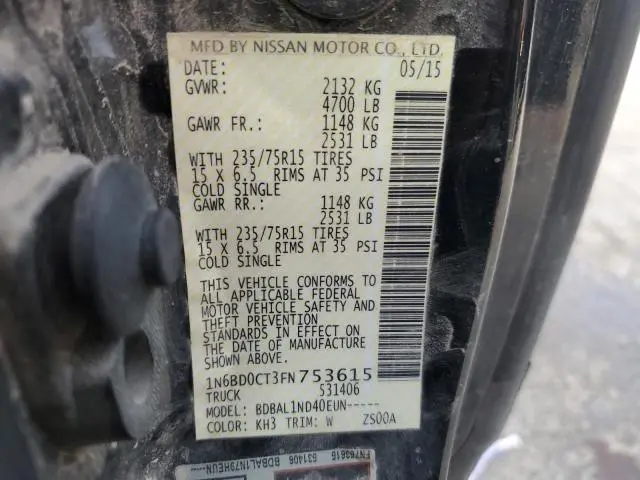 MFD BY NISSAN MOTOR CO., LTD.
DATE: 05/15
GVWR: 2132 KG
4700 LB
GAWR FR.: 1148 KG
2531 LB
WITH 235/75R15 TIRES
15 X 6.5 RIMS AT 35 PSI
COLD SINGLE
GAWR RR.: 1148 KG
2531 LB
WITH 235/75R15 TIRES
15 X 6.5 RIMS AT 35 PSI
COLD SINGLE
THIS VEHICLE CONFORMS TO
ALL APPLICABLE FEDERAL
MOTOR VEHICLE SAFETY AND
THEFT PREVENTION
STANDARDS IN EFFECT ON
THE DATE OF MANUFACTURE
SHOWN ABOVE.
1N6BD0CT3FN753615
TRUCK 531406
MODEL: BDBAL1ND40EUN-----
COLOR: KH3 TRIM: W ZS00A
FN753615 531406 BDBAL1N79HEUN